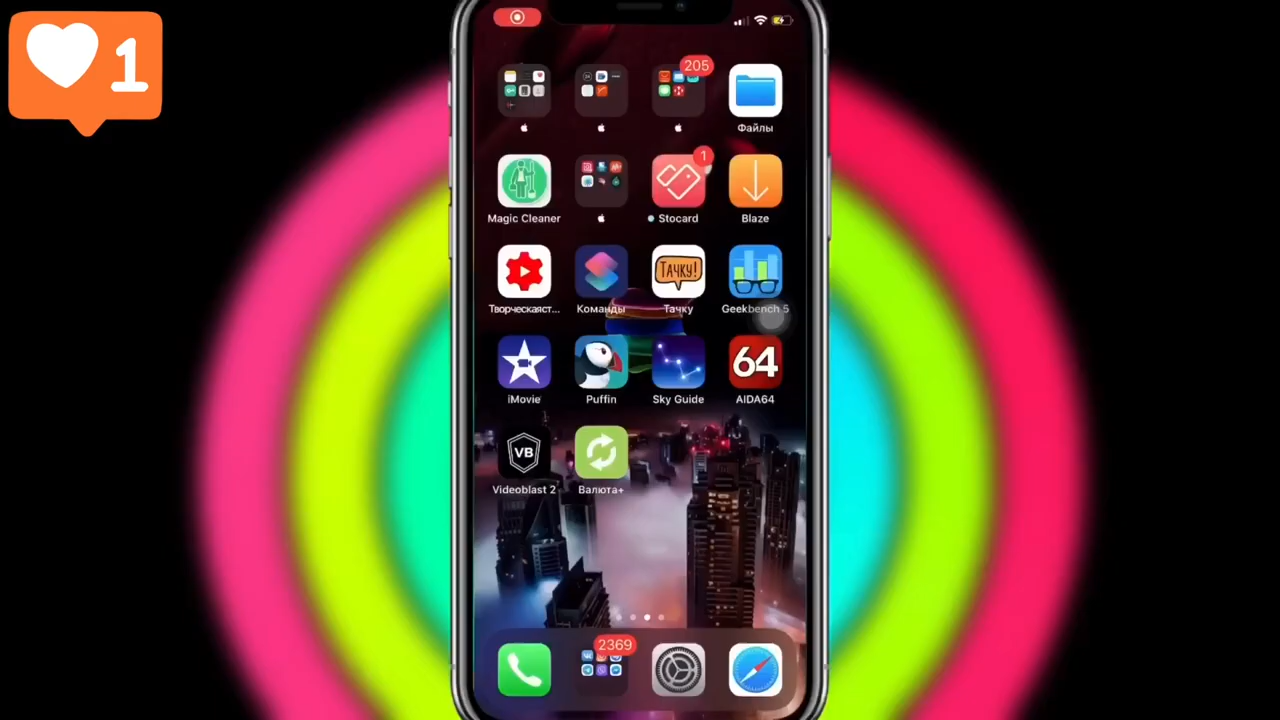 1
205
Файлы
1
Magic Cleaner
Stocard
Blaze
ТАЧКУ!
Творческаяст...
Команды
Тачку
Geekbench 5
64
iMovie
Puffin
Sky Guide
AIDA64
VB
Videoblast 2
Валюта+
2369